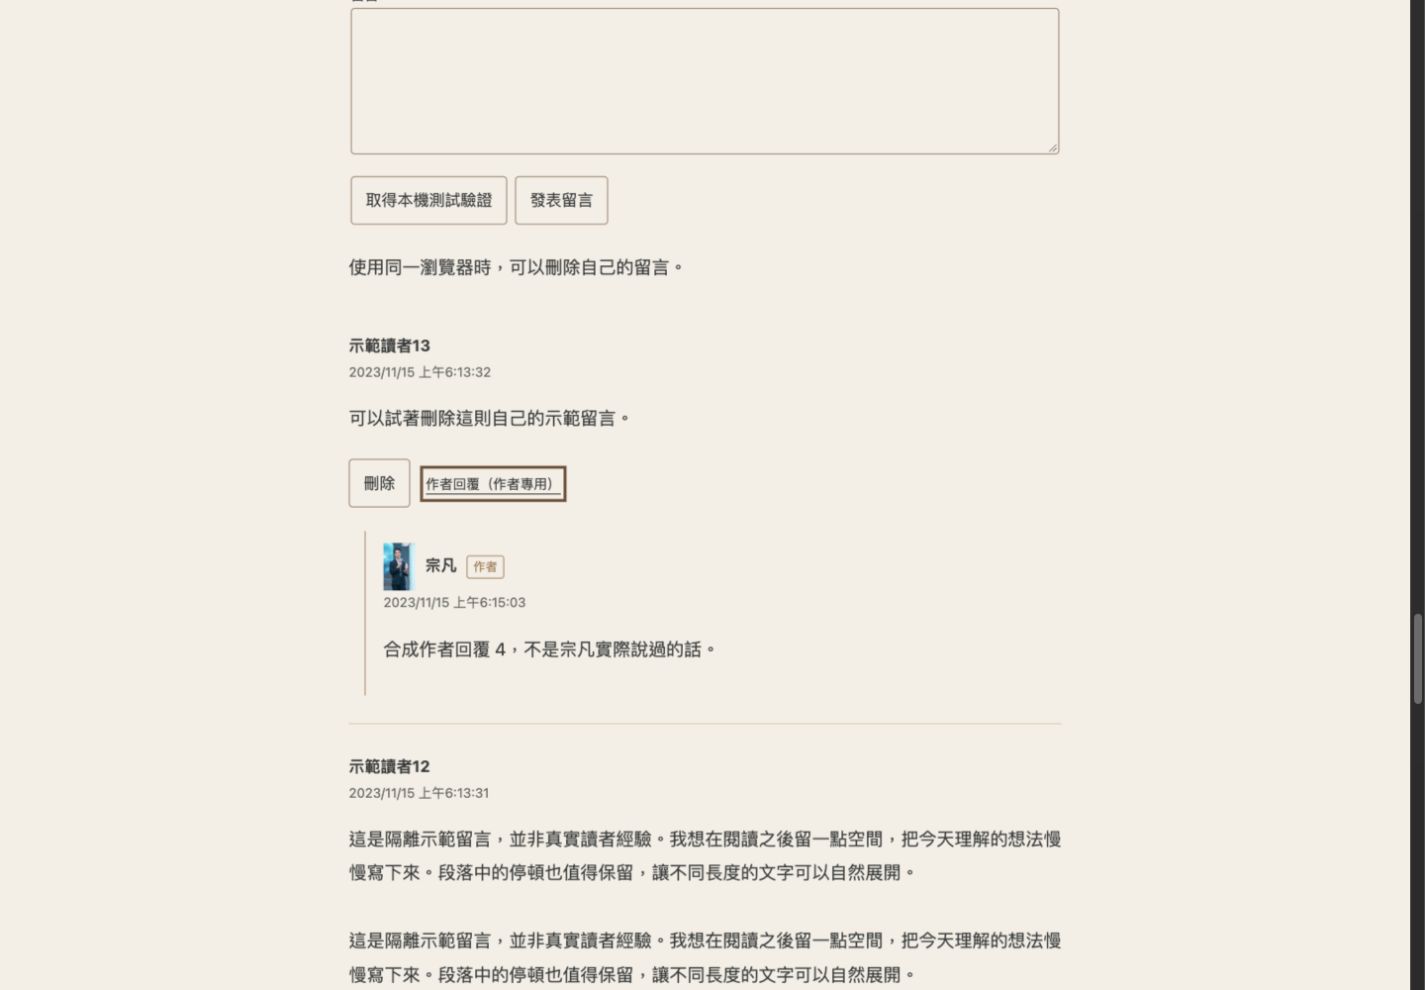 取得本機測試驗證
發表留言
使用同一瀏覽器時，可以刪除自己的留言。
示範讀者13
2023/11/15 上午6:13:32
可以試著刪除這則自己的示範留言。
刪除
作者回覆（作者專用）
宗凡
作者
2023/11/15 上午6:15:03
合成作者回覆 4，不是宗凡實際說過的話。
示範讀者12
2023/11/15 上午6:13:31
這是隔離示範留言，並非真實讀者經驗。我想在閱讀之後留一點空間，把今天理解的想法慢
慢寫下來。段落中的停頓也值得保留，讓不同長度的文字可以自然展開。
這是隔離示範留言，並非真實讀者經驗。我想在閱讀之後留一點空間，把今天理解的想法慢
慢寫下來。段落中的停頓也值得保留，讓不同長度的文字可以自然展開。